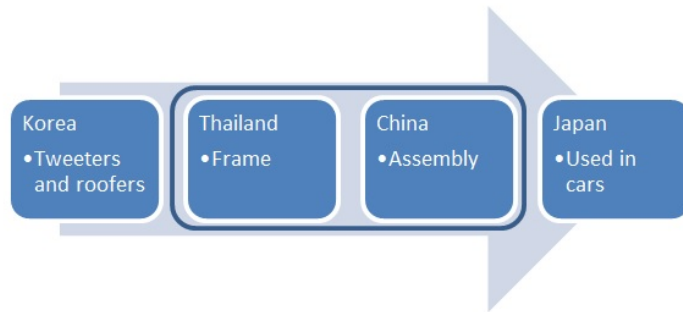 Korea
•Tweeters
and roofers
Thailand
•Frame
China
•Assembly
Japan
•Used in
cars